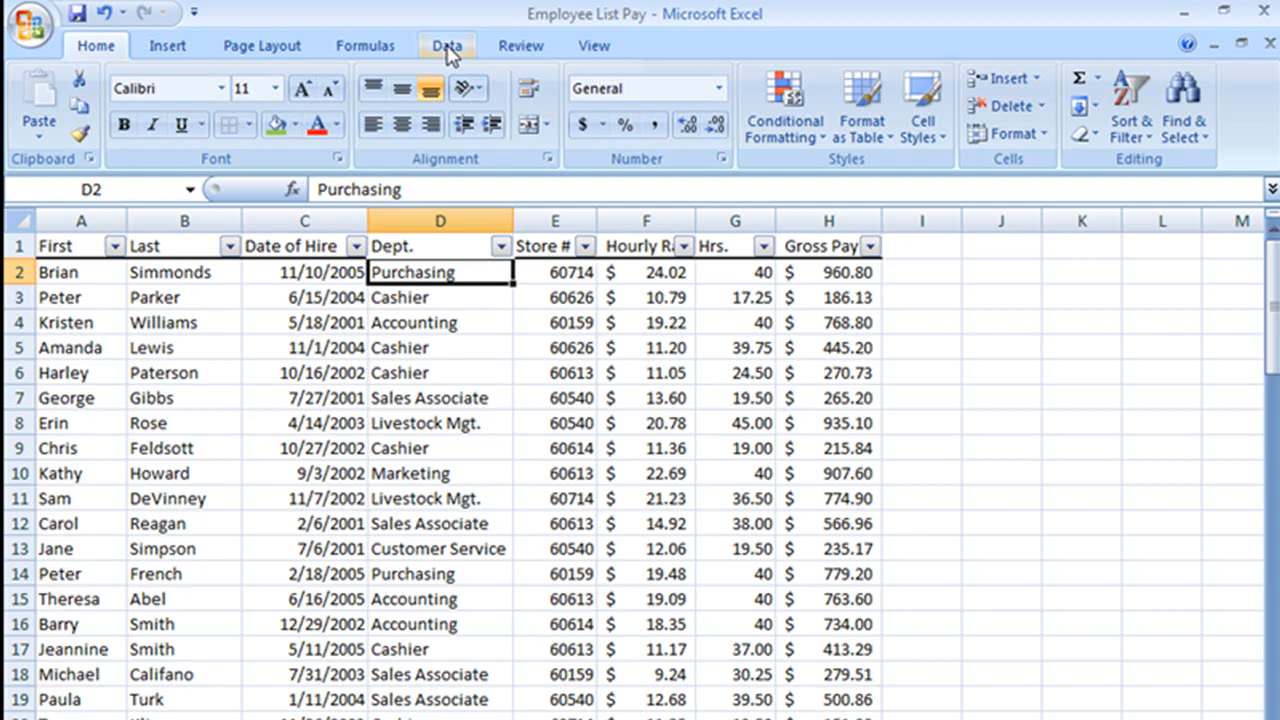 Employee List Pay - Microsoft Excel
Home Insert Page Layout Formulas Data Review View
Calibri 11 General Insert Σ
Paste B I U A $ % , Conditional Formatting Format as Table Cell Styles Delete Format Sort & Filter Find & Select
Clipboard Font Alignment Number Styles Cells Editing
D2 fx Purchasing
A B C D E F G H I J K L M
1 First Last Date of Hire Dept. Store # Hourly Ra Hrs. Gross Pay
2 Brian Simmonds 11/10/2005 Purchasing 60714 $ 24.02 40 $ 960.80
3 Peter Parker 6/15/2004 Cashier 60626 $ 10.79 17.25 $ 186.13
4 Kristen Williams 5/18/2001 Accounting 60159 $ 19.22 40 $ 768.80
5 Amanda Lewis 11/1/2004 Cashier 60626 $ 11.20 39.75 $ 445.20
6 Harley Paterson 10/16/2002 Cashier 60613 $ 11.05 24.50 $ 270.73
7 George Gibbs 7/27/2001 Sales Associate 60540 $ 13.60 19.50 $ 265.20
8 Erin Rose 4/14/2003 Livestock Mgt. 60540 $ 20.78 45.00 $ 935.10
9 Chris Feldsott 10/27/2002 Cashier 60614 $ 11.36 19.00 $ 215.84
10 Kathy Howard 9/3/2002 Marketing 60613 $ 22.69 40 $ 907.60
11 Sam DeVinney 11/7/2002 Livestock Mgt. 60714 $ 21.23 36.50 $ 774.90
12 Carol Reagan 2/6/2001 Sales Associate 60613 $ 14.92 38.00 $ 566.96
13 Jane Simpson 7/6/2001 Customer Service 60540 $ 12.06 19.50 $ 235.17
14 Peter French 2/18/2005 Purchasing 60159 $ 19.48 40 $ 779.20
15 Theresa Abel 6/16/2005 Accounting 60613 $ 19.09 40 $ 763.60
16 Barry Smith 12/29/2002 Accounting 60614 $ 18.35 40 $ 734.00
17 Jeannine Smith 5/11/2005 Cashier 60613 $ 11.17 37.00 $ 413.29
18 Michael Califano 7/31/2003 Sales Associate 60159 $ 9.24 30.25 $ 279.51
19 Paula Turk 1/11/2004 Sales Associate 60540 $ 12.68 39.50 $ 500.86